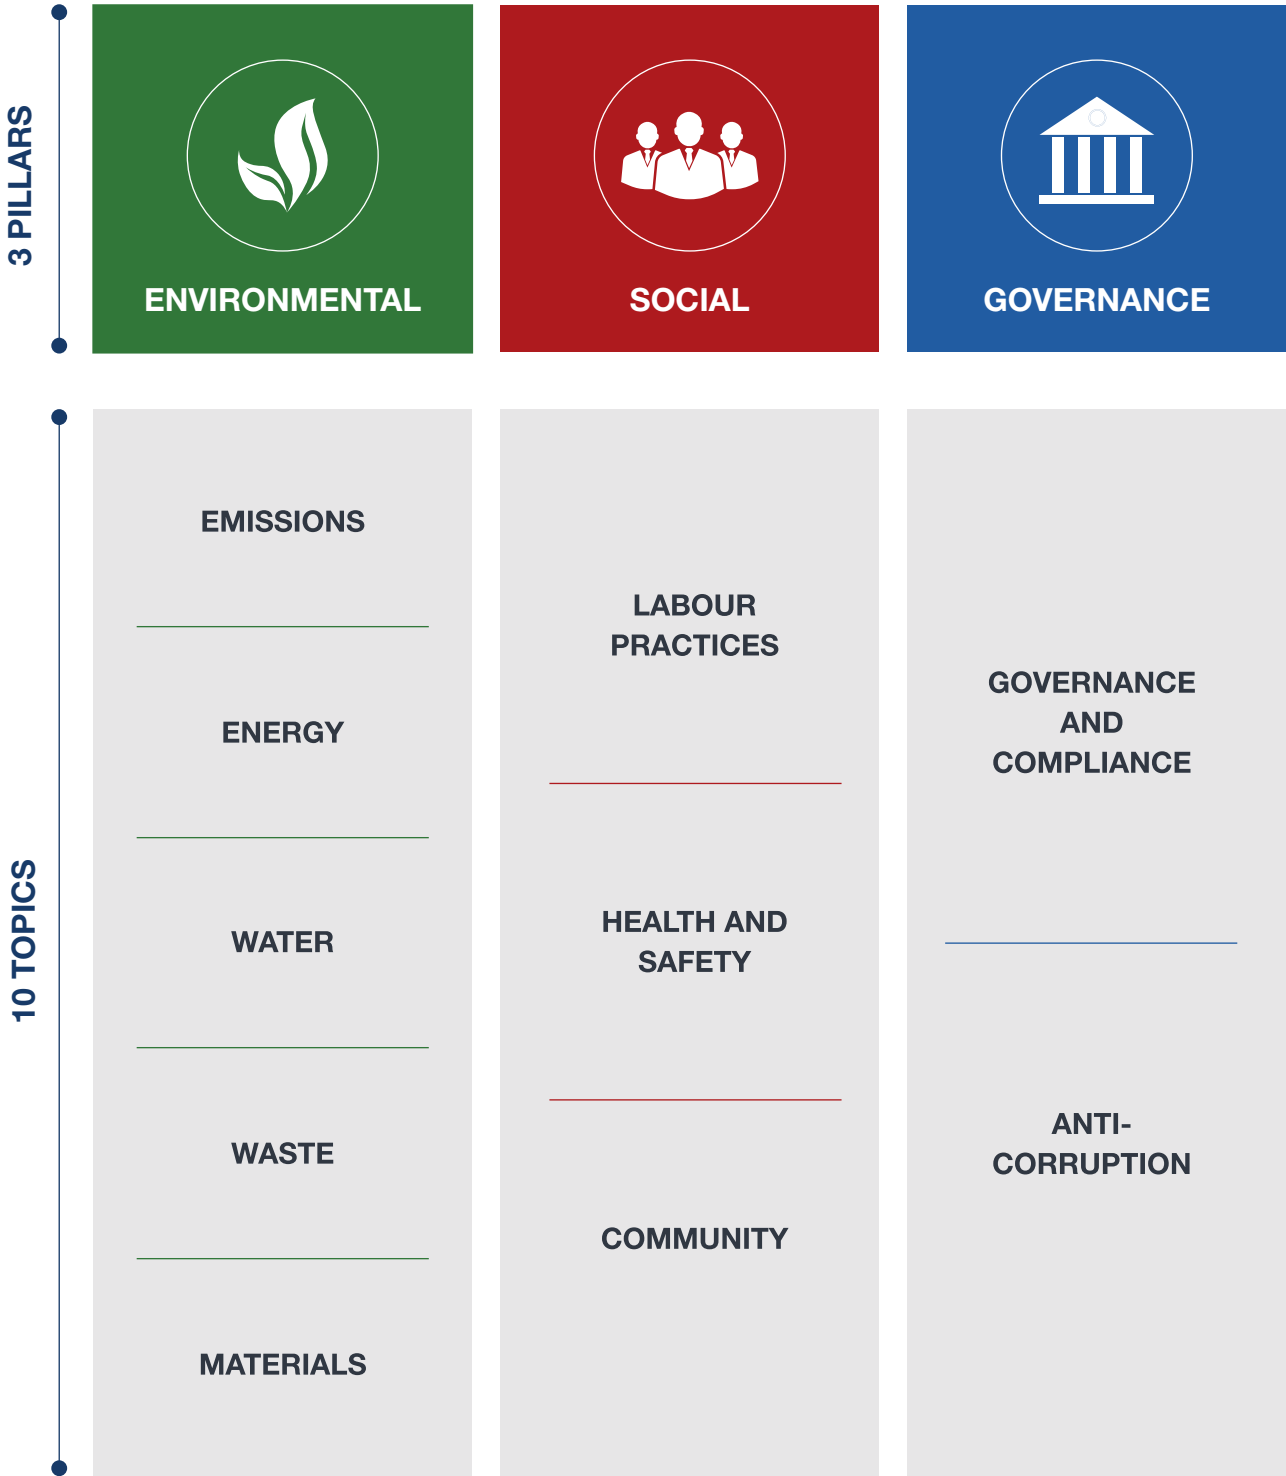 3 PILLARS
ENVIRONMENTAL
SOCIAL
GOVERNANCE
10 TOPICS
EMISSIONS
ENERGY
WATER
WASTE
MATERIALS
LABOUR
PRACTICES
HEALTH AND
SAFETY
COMMUNITY
GOVERNANCE
AND
COMPLIANCE
ANTI-
CORRUPTION